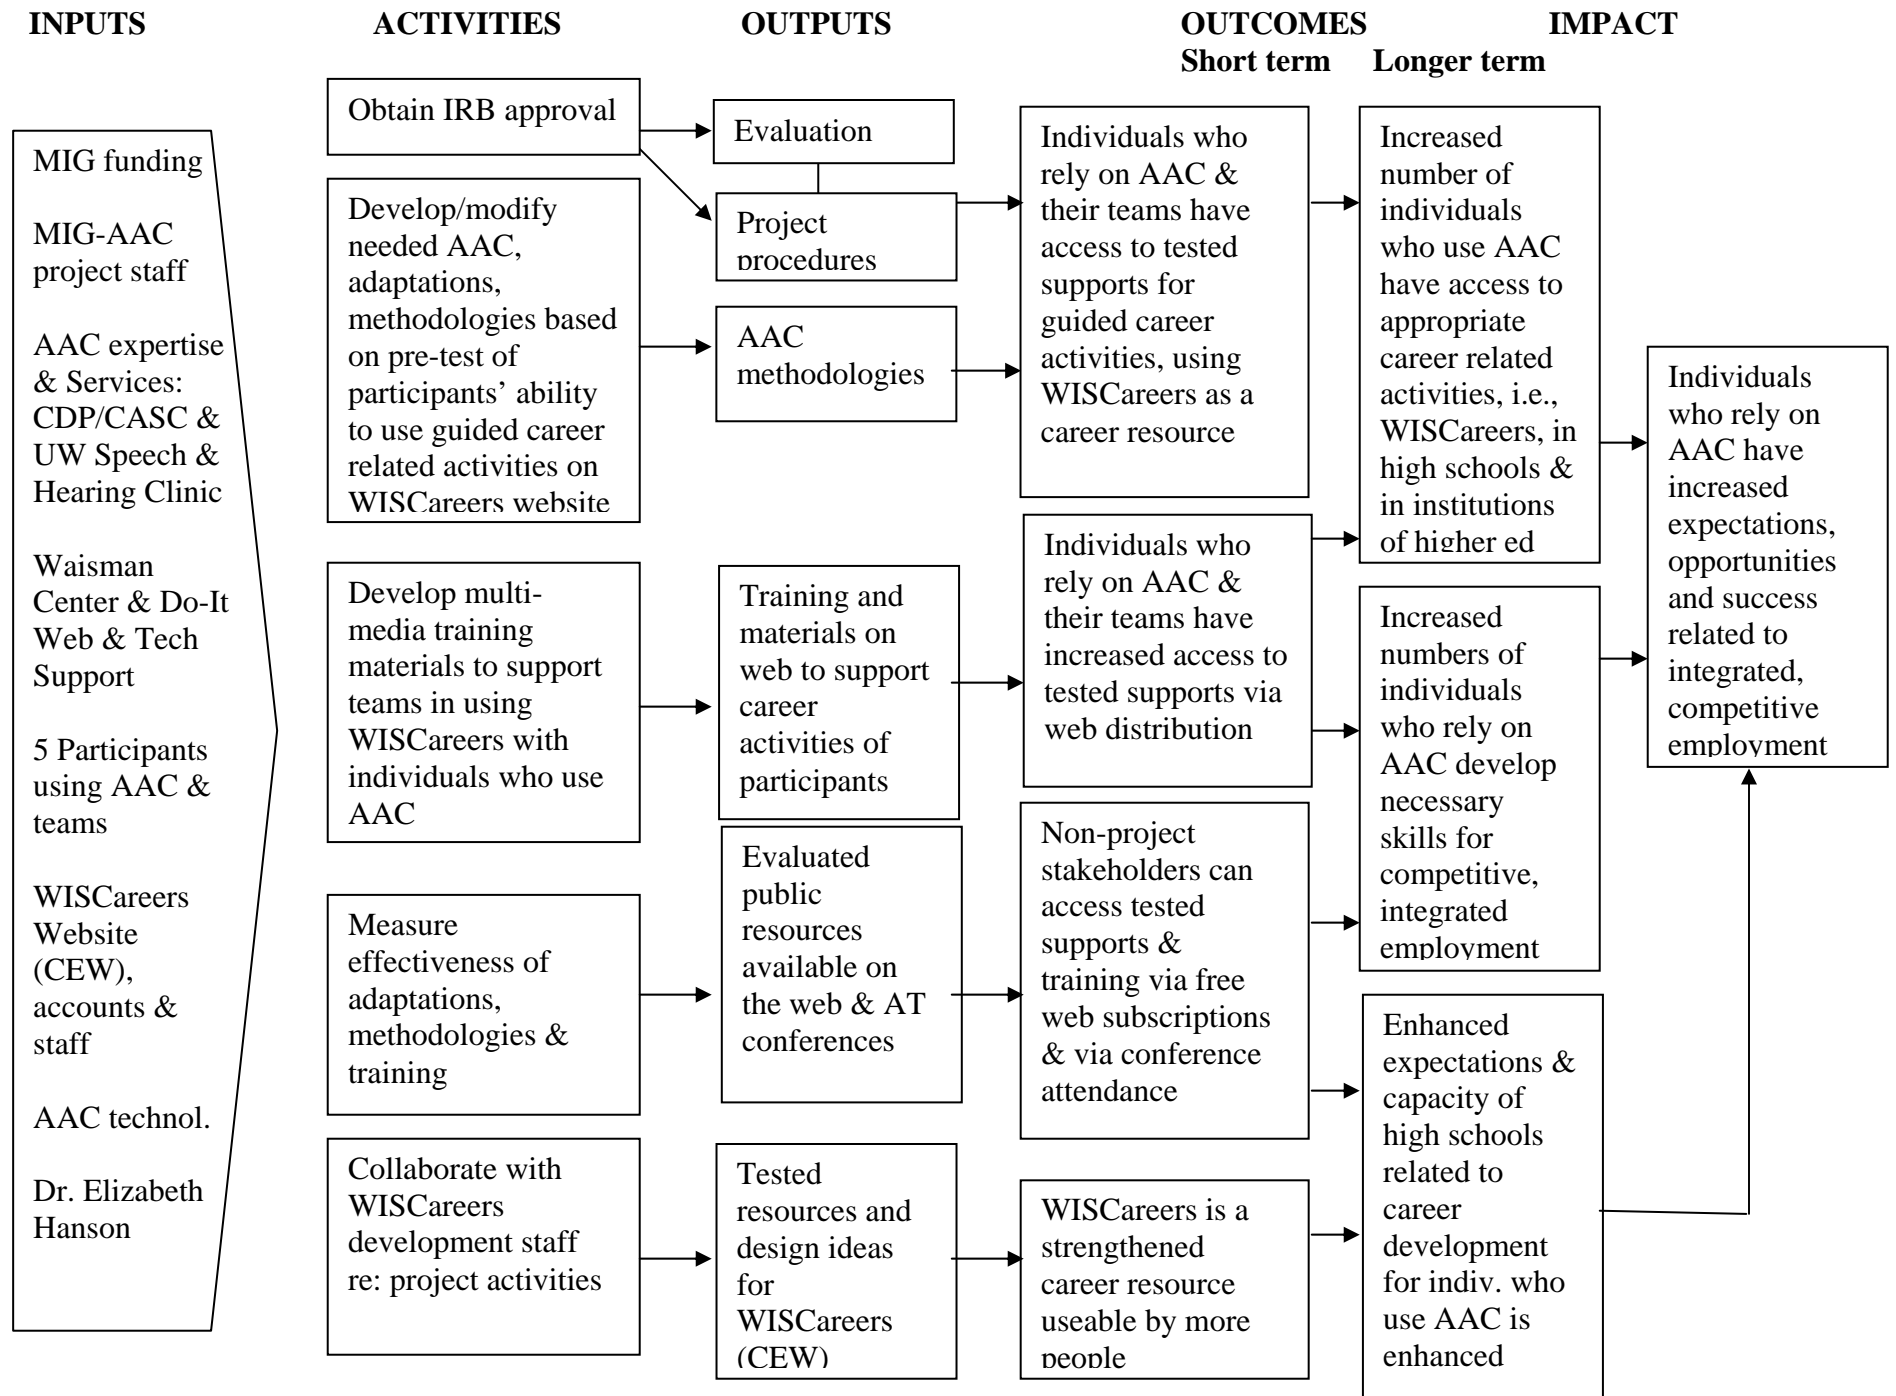 INPUTS
ACTIVITIES
OUTPUTS
OUTCOMES
IMPACT
Short term
Longer term
MIG funding
MIG-AAC
project staff
AAC expertise
& Services:
CDP/CASC &
UW Speech &
Hearing Clinic
Waisman
Center & Do-It
Web & Tech
Support
5 Participants
using AAC &
teams
WISCareers
Website
(CEW),
accounts &
staff
AAC technol.
Dr. Elizabeth
Hanson
Obtain IRB approval
Develop/modify
needed AAC,
adaptations,
methodologies based
on pre-test of
participants’ ability
to use guided career
related activities on
WISCareers website
Develop multi-
media training
materials to support
teams in using
WISCareers with
individuals who use
AAC
Measure
effectiveness of
adaptations,
methodologies &
training
Collaborate with
WISCareers
development staff
re: project activities
Evaluation
Project
procedures
AAC
methodologies
Training and
materials on
web to support
career
activities of
participants
Evaluated
public
resources
available on
the web & AT
conferences
Tested
resources and
design ideas
for
WISCareers
(CEW)
Individuals who
rely on AAC &
their teams have
access to tested
supports for
guided career
activities, using
WISCareers as a
career resource
Individuals who
rely on AAC &
their teams have
increased access to
tested supports via
web distribution
Non-project
stakeholders can
access tested
supports &
training via free
web subscriptions
& via conference
attendance
WISCareers is a
strengthened
career resource
useable by more
people
Increased
number of
individuals
who use AAC
have access to
appropriate
career related
activities, i.e.,
WISCareers, in
high schools &
in institutions
of higher ed
Increased
numbers of
individuals
who rely on
AAC develop
necessary
skills for
competitive,
integrated
employment
Enhanced
expectations &
capacity of
high schools
related to
career
development
for indiv. who
use AAC is
enhanced
Individuals
who rely on
AAC have
increased
expectations,
opportunities
and success
related to
integrated,
competitive
employment